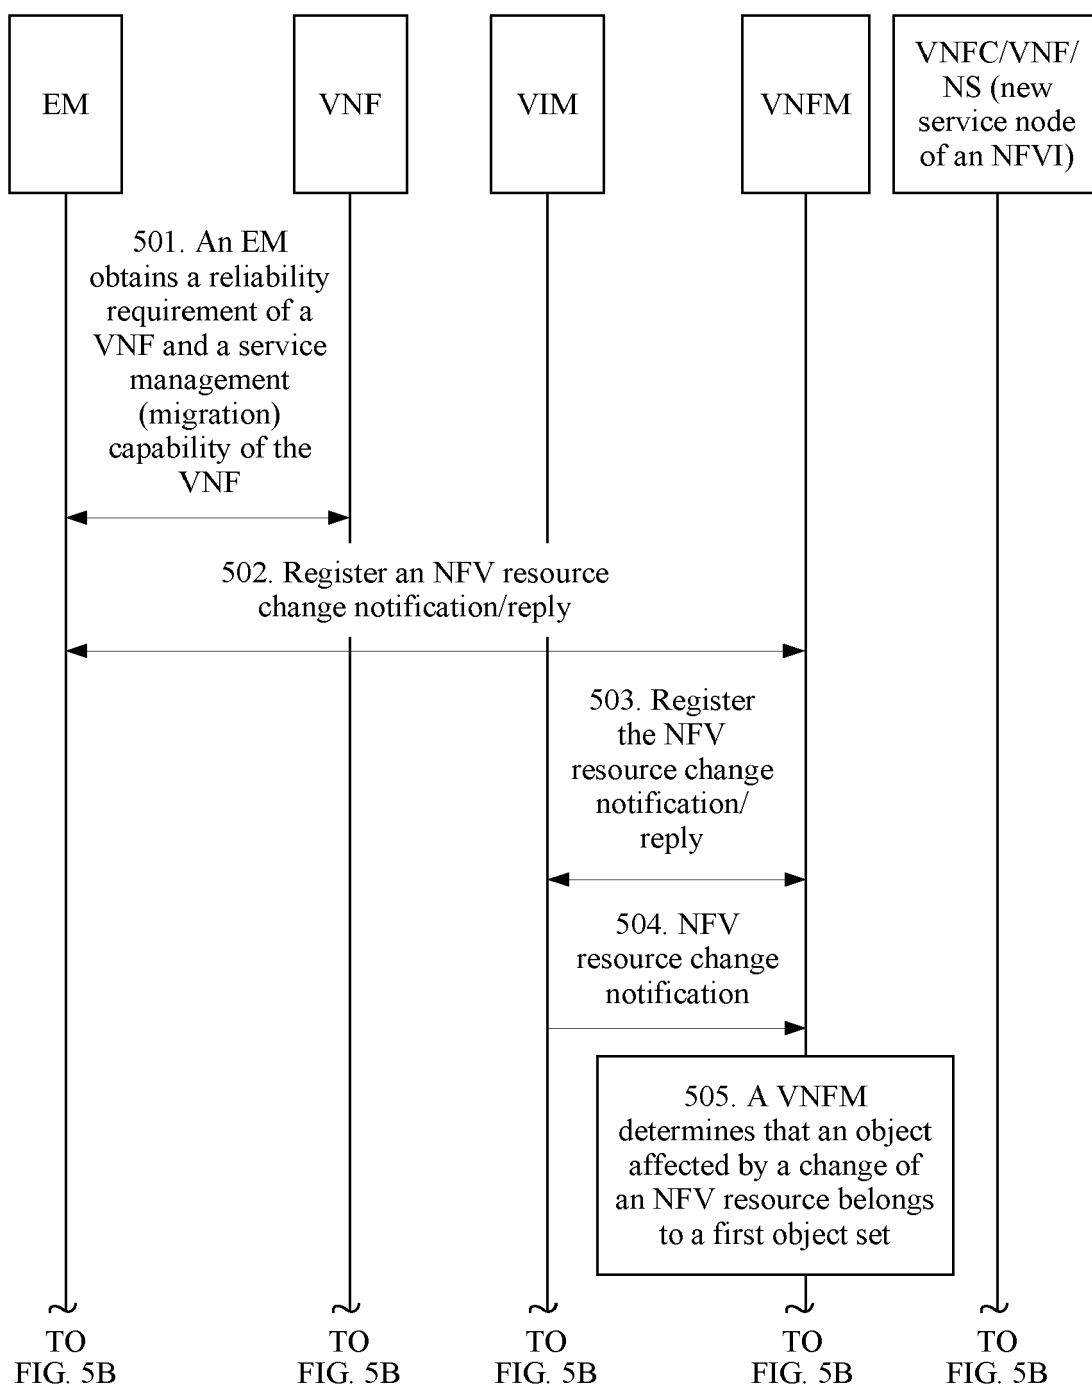 EM
VNF
VIM
VNFM
VNFC/VNF/
NS (new
service node
of an NFVI)
501. An EM
obtains a reliability
requirement of a
VNF and a service
management
(migration)
capability of the
VNF
502. Register an NFV resource
change notification/reply
503. Register
the NFV
resource change
notification/
reply
504. NFV
resource change
notification
505. A VNFM
determines that an object
affected by a change of
an NFV resource belongs
to a first object set
TO
FIG. 5B
TO
FIG. 5B
TO
FIG. 5B
TO
FIG. 5B
TO
FIG. 5B